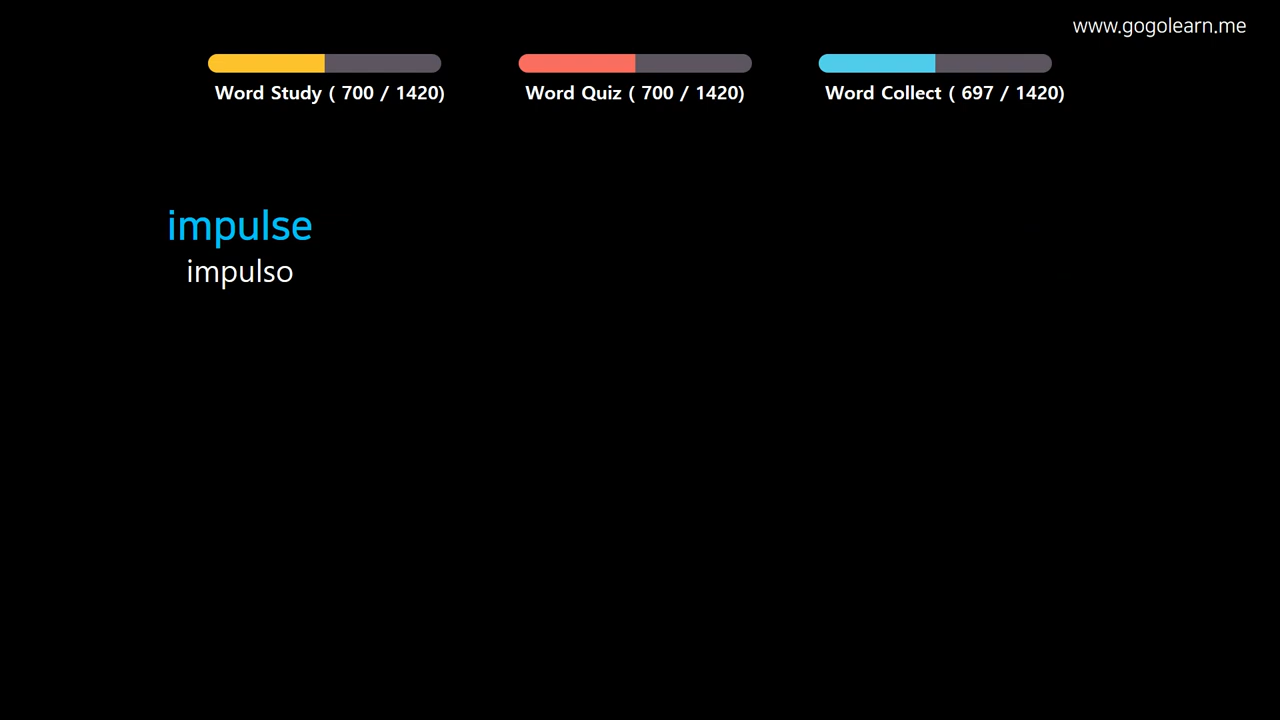 www.gogolearn.me
Word Study ( 700 / 1420)
Word Quiz ( 700 / 1420)
Word Collect ( 697 / 1420)
impulse
impulso